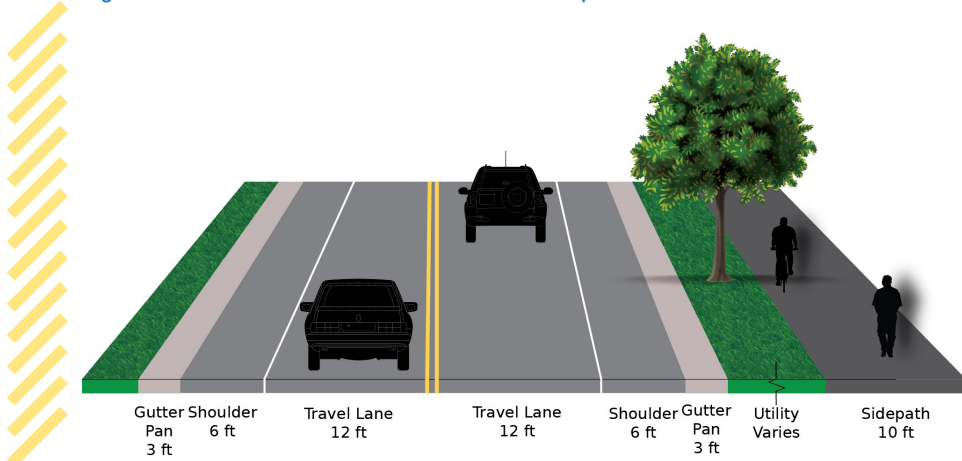 Gutter Pan 3 ft
Shoulder 6 ft
Travel Lane 12 ft
Travel Lane 12 ft
Shoulder 6 ft
Gutter Pan 3 ft
Utility Varies
Sidepath 10 ft